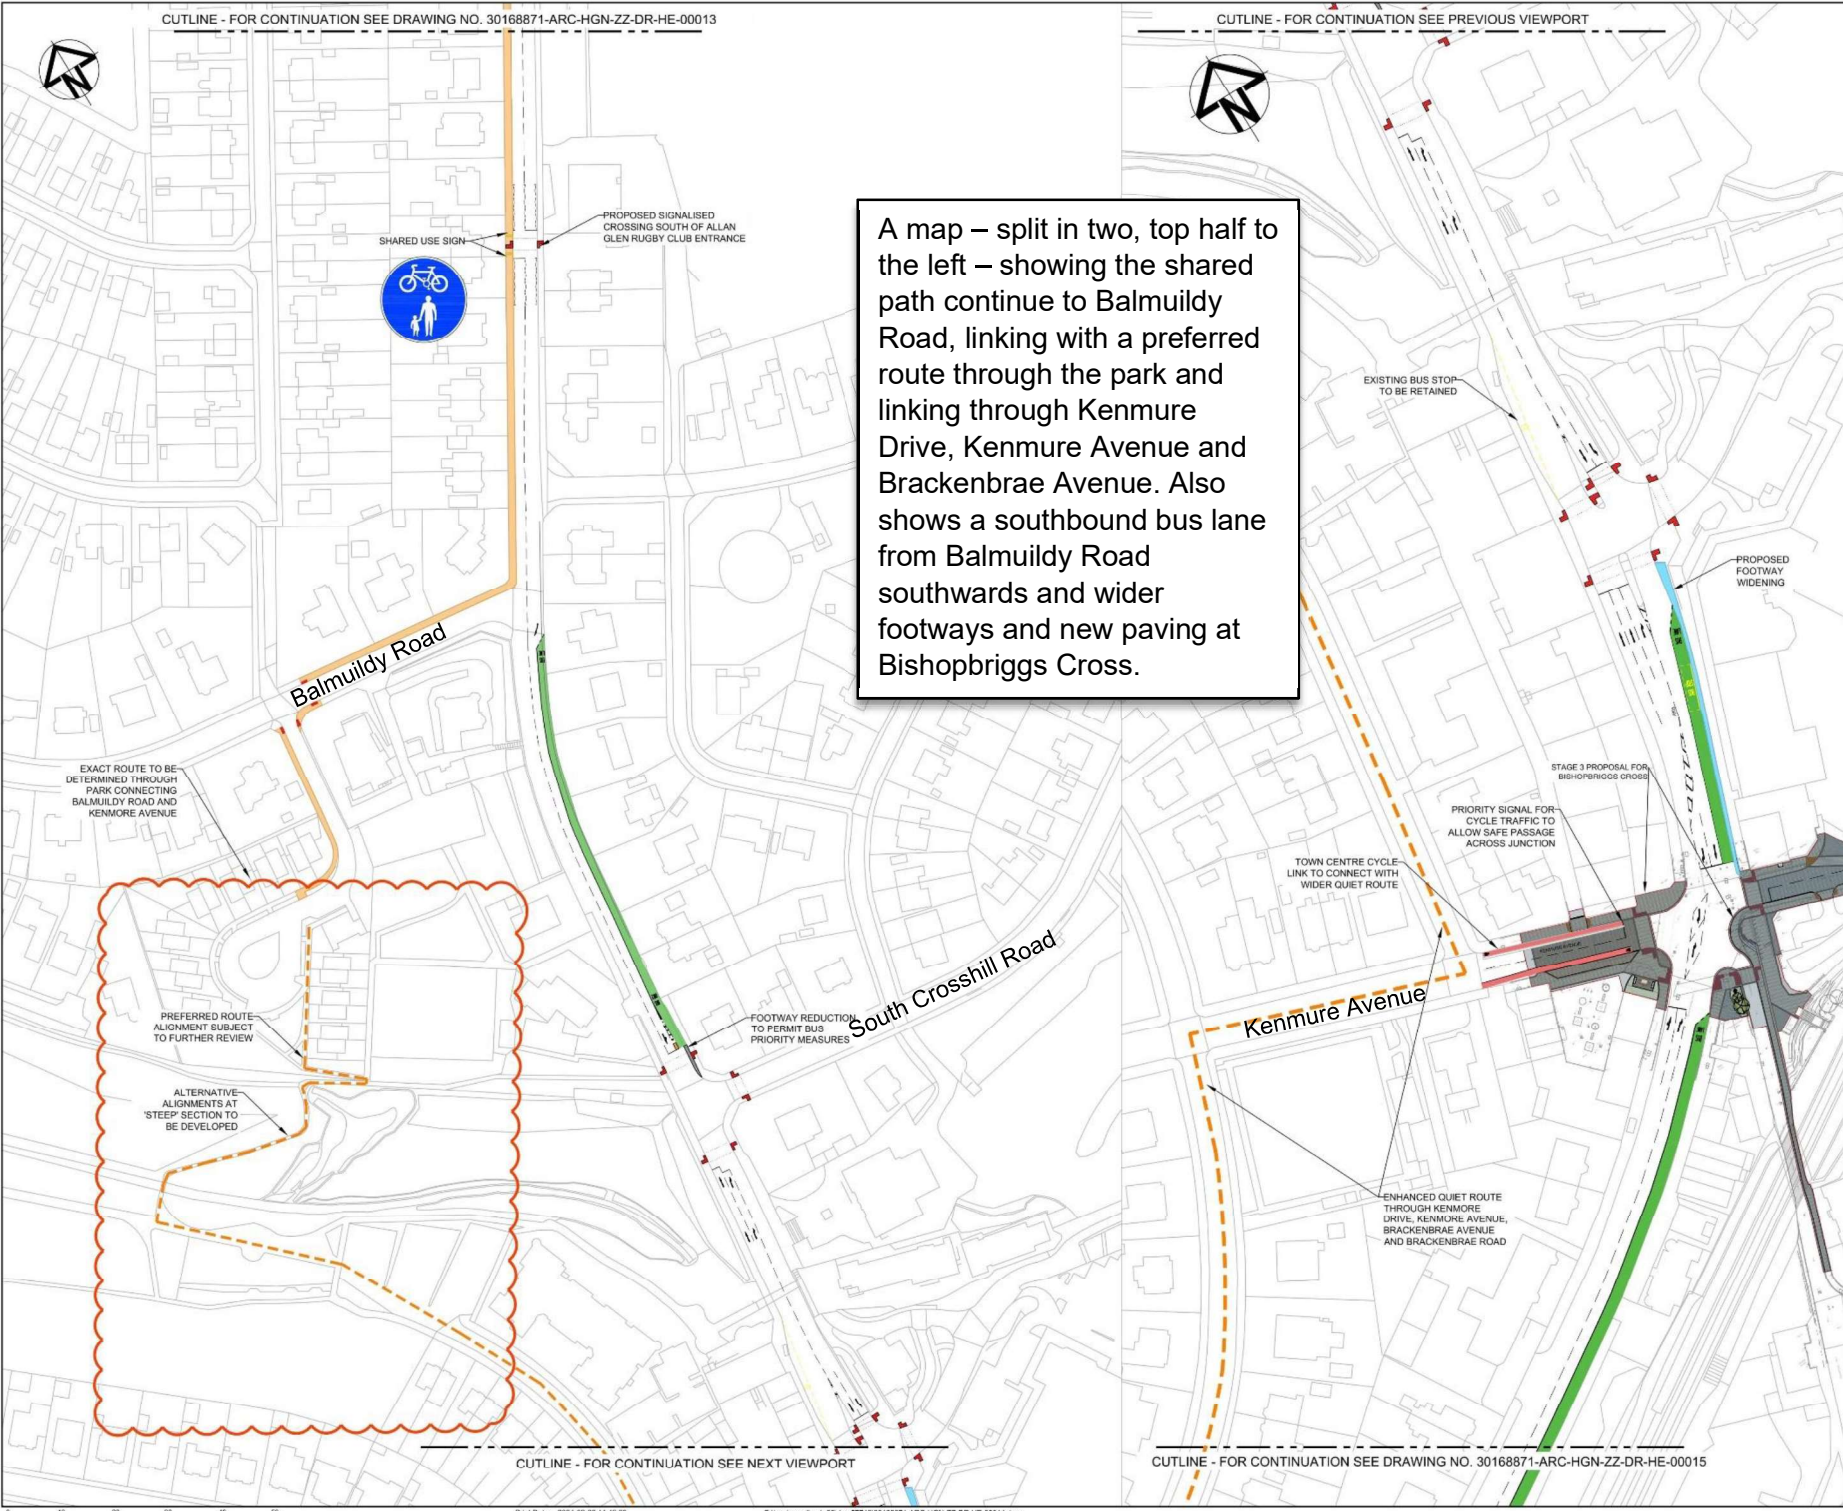 CUTLINE - FOR CONTINUATION SEE DRAWING NO. 30168871-ARC-HGN-ZZ-DR-HE-00013
N
SHARED USE SIGN
PROPOSED SIGNALISED
CROSSING SOUTH OF ALLAN
GLEN RUGBY CLUB ENTRANCE
Balmuildy Road
EXACT ROUTE TO BE
DETERMINED THROUGH
PARK CONNECTING
BALMUILDY ROAD AND
KENMORE AVENUE
PREFERRED ROUTE
ALIGNMENT SUBJECT
TO FURTHER REVIEW
ALTERNATIVE
ALIGNMENTS AT
'STEEP' SECTION TO
BE DEVELOPED
FOOTWAY REDUCTION
TO PERMIT BUS
PRIORITY MEASURES
South Crosshill Road
CUTLINE - FOR CONTINUATION SEE NEXT VIEWPORT
A map – split in two, top half to
the left – showing the shared
path continue to Balmuildy
Road, linking with a preferred
route through the park and
linking through Kenmure
Drive, Kenmure Avenue and
Brackenbrae Avenue. Also
shows a southbound bus lane
from Balmuildy Road
southwards and wider
footways and new paving at
Bishopbriggs Cross.
CUTLINE - FOR CONTINUATION SEE PREVIOUS VIEWPORT
N
EXISTING BUS STOP
TO BE RETAINED
PROPOSED
FOOTWAY
WIDENING
STAGE 3 PROPOSAL FOR
BISHOPBRIGGS CROSS
PRIORITY SIGNAL FOR
CYCLE TRAFFIC TO
ALLOW SAFE PASSAGE
ACROSS JUNCTION
TOWN CENTRE CYCLE
LINK TO CONNECT WITH
WIDER QUIET ROUTE
Kenmure Avenue
ENHANCED QUIET ROUTE
THROUGH KENMORE
DRIVE, KENMORE AVENUE,
BRACKENBRAE AVENUE
AND BRACKENBRAE ROAD
CUTLINE - FOR CONTINUATION SEE DRAWING NO. 30168871-ARC-HGN-ZZ-DR-HE-00015